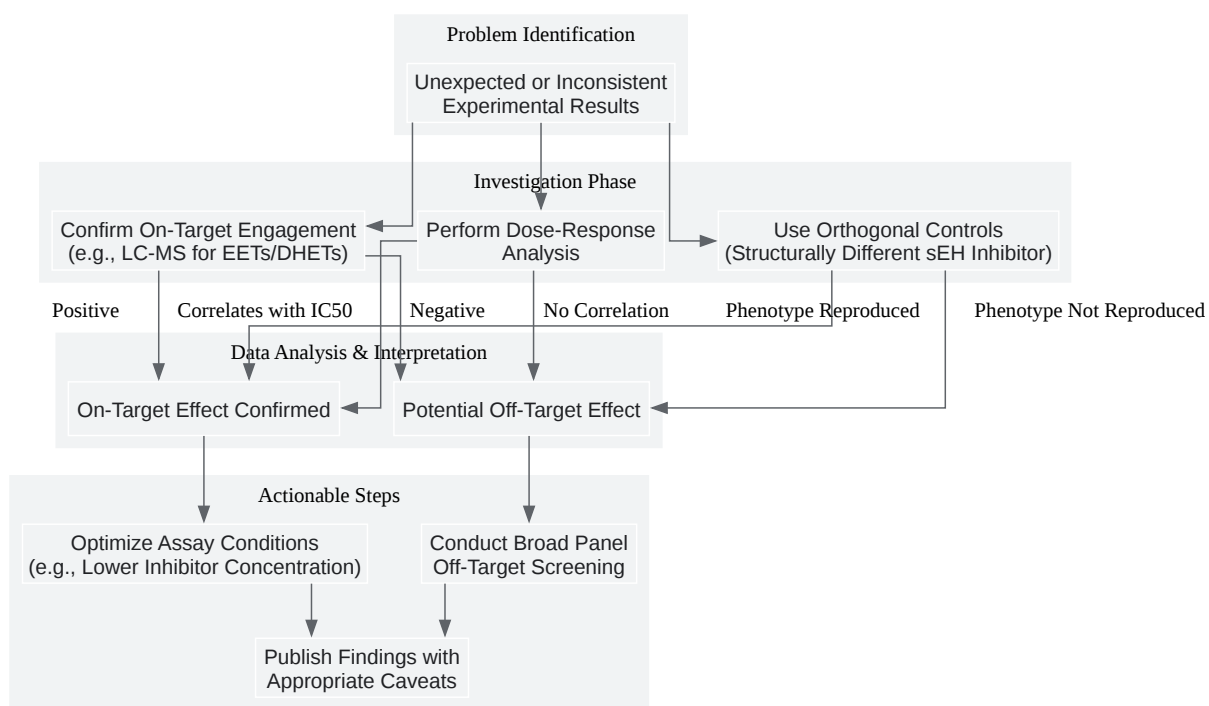 Problem Identification
Unexpected or Inconsistent
Experimental Results
Investigation Phase
Confirm On-Target Engagement
(e.g., LC-MS for EETs/DHETs)
Perform Dose-Response
Analysis
Use Orthogonal Controls
(Structurally Different sEH Inhibitor)
Positive
Correlates with IC50
Negative
No Correlation
Phenotype Reproduced
Phenotype Not Reproduced
Data Analysis & Interpretation
On-Target Effect Confirmed
Potential Off-Target Effect
Actionable Steps
Optimize Assay Conditions
(e.g., Lower Inhibitor Concentration)
Conduct Broad Panel
Off-Target Screening
Publish Findings with
Appropriate Caveats